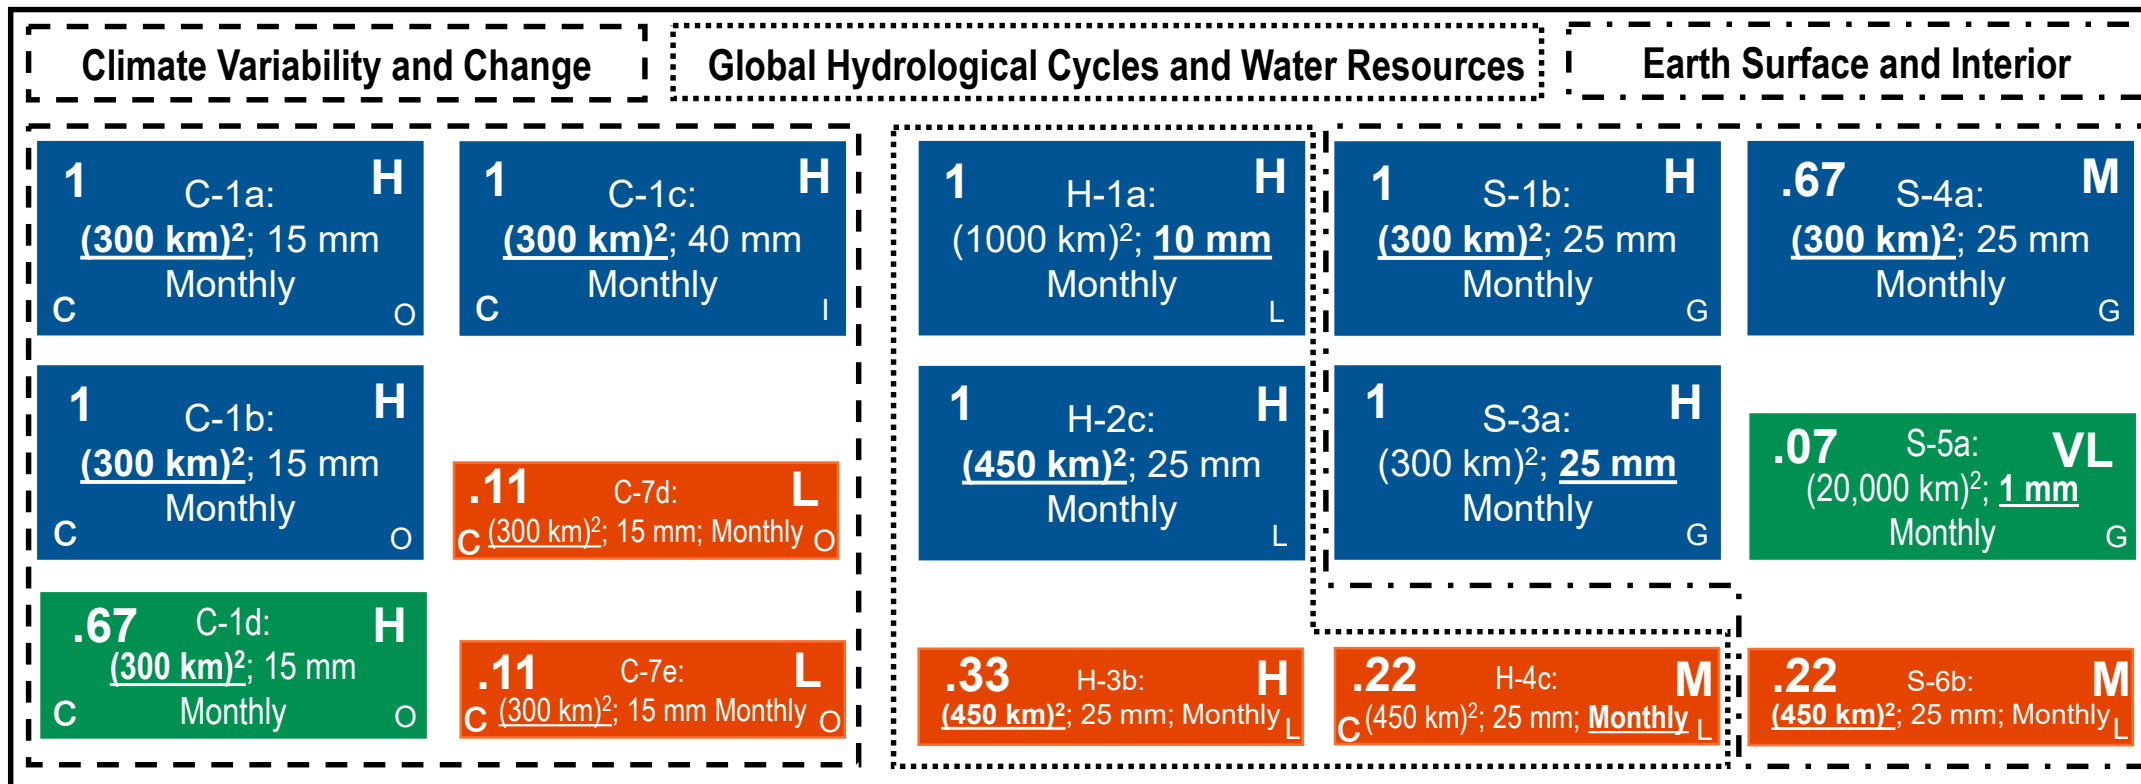 Climate Variability and Change
Global Hydrological Cycles and Water Resources
Earth Surface and Interior
1 H
C-1a:
(300 km)²; 15 mm
Monthly
C O
1 H
C-1c:
(300 km)²; 40 mm
Monthly
C I
1 H
H-1a:
(1000 km)²; 10 mm
Monthly
L
1 H
S-1b:
(300 km)²; 25 mm
Monthly
G
.67 M
S-4a:
(300 km)²; 25 mm
Monthly
G
1 H
C-1b:
(300 km)²; 15 mm
Monthly
C O
.11 C-7d: L
C (300 km)²; 15 mm; Monthly O
1 H
H-2c:
(450 km)²; 25 mm
Monthly
L
1 H
S-3a:
(300 km)²; 25 mm
Monthly
G
.07 S-5a: VL
(20,000 km)²; 1 mm
Monthly G
.67 C-1d: H
(300 km)²; 15 mm
C Monthly O
.11 C-7e: L
C (300 km)²; 15 mm Monthly O
.33 H-3b: H
(450 km)²; 25 mm; Monthly L
.22 H-4c: M
C (450 km)²; 25 mm; Monthly L
.22 S-6b: M
(450 km)²; 25 mm; Monthly L